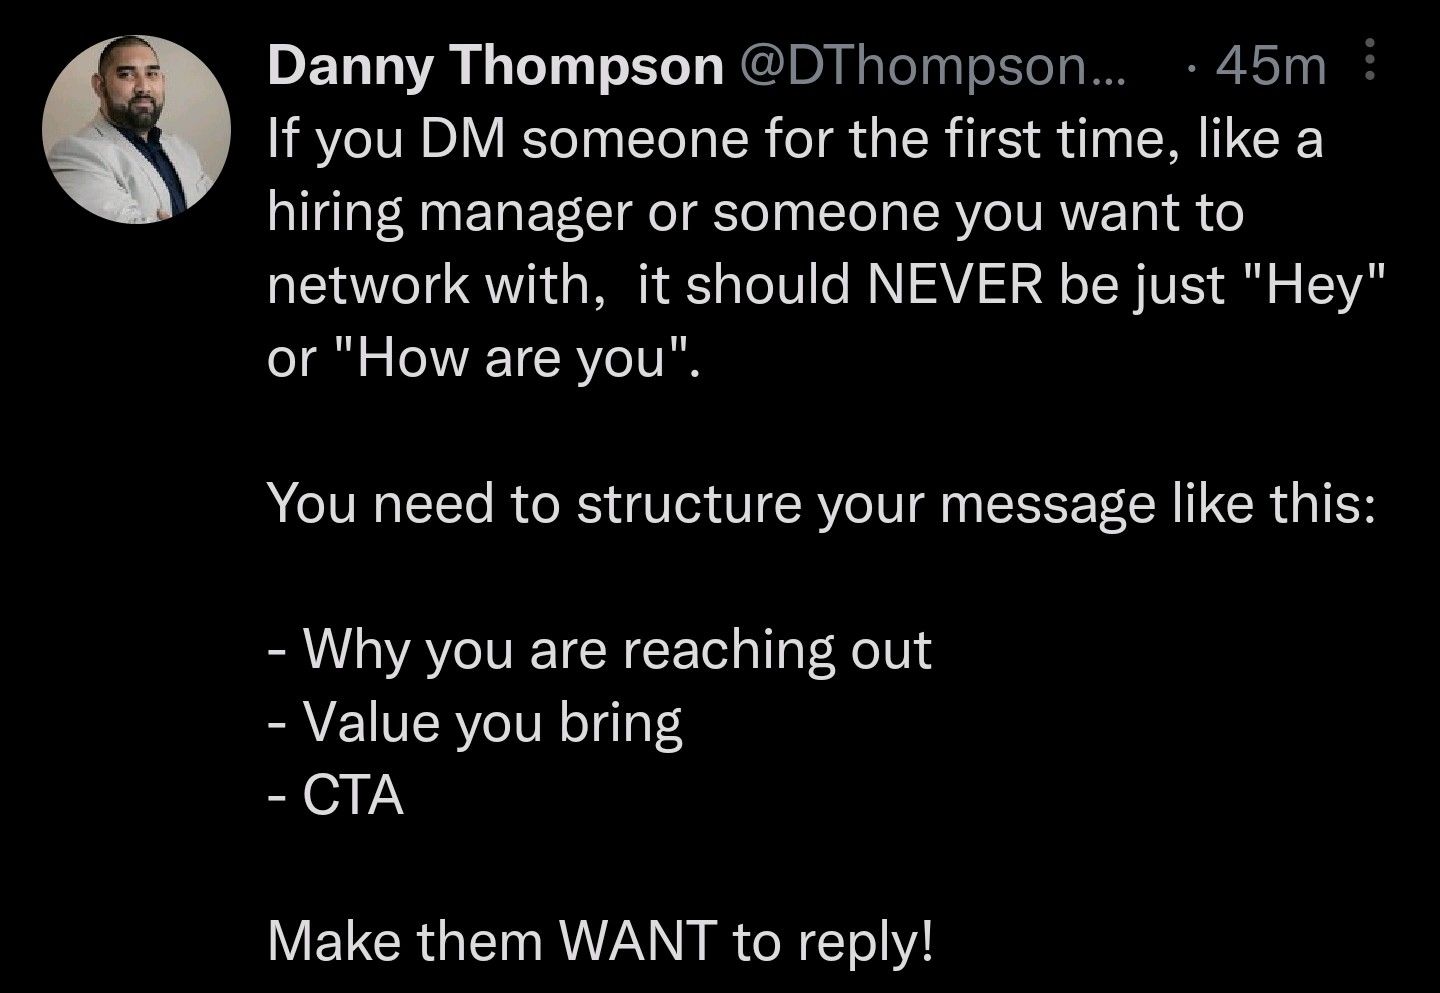 Danny Thompson @DThompson... · 45m
If you DM someone for the first time, like a
hiring manager or someone you want to
network with,  it should NEVER be just "Hey"
or "How are you".
You need to structure your message like this:
- Why you are reaching out
- Value you bring
- CTA
Make them WANT to reply!